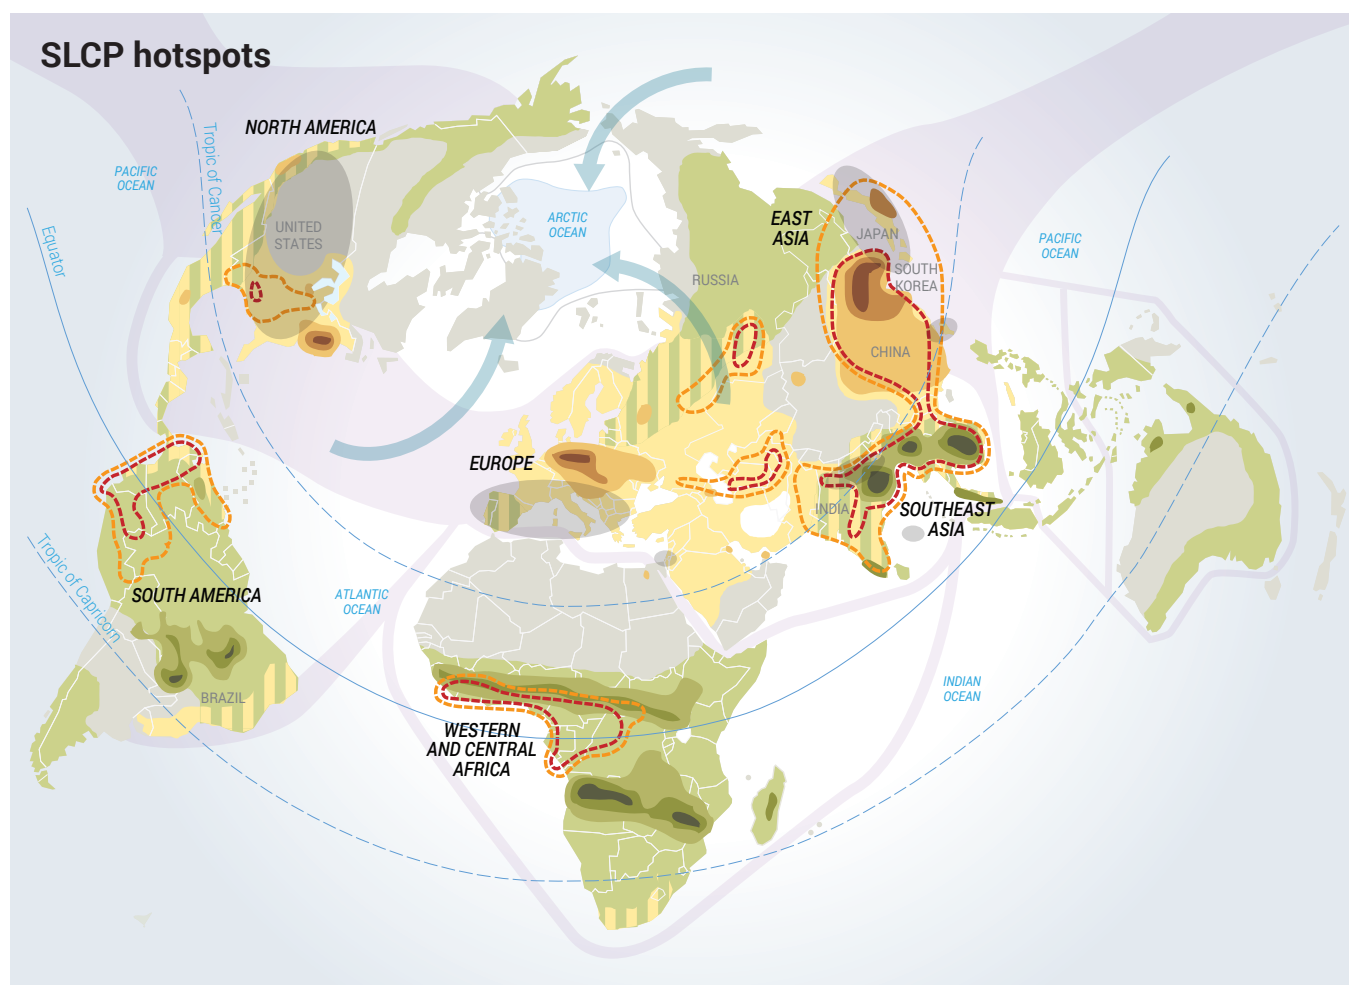 SLCP hotspots
NORTH AMERICA
PACIFIC
OCEAN
Tropic of Cancer
Equator
UNITED
STATES
ARCTIC
OCEAN
EAST
ASIA
JAPAN
SOUTH
KOREA
RUSSIA
CHINA
PACIFIC
OCEAN
EUROPE
INDIA
SOUTHEAST
ASIA
Tropic of Capricorn
SOUTH AMERICA
ATLANTIC
OCEAN
BRAZIL
INDIAN
OCEAN
WESTERN
AND CENTRAL
AFRICA